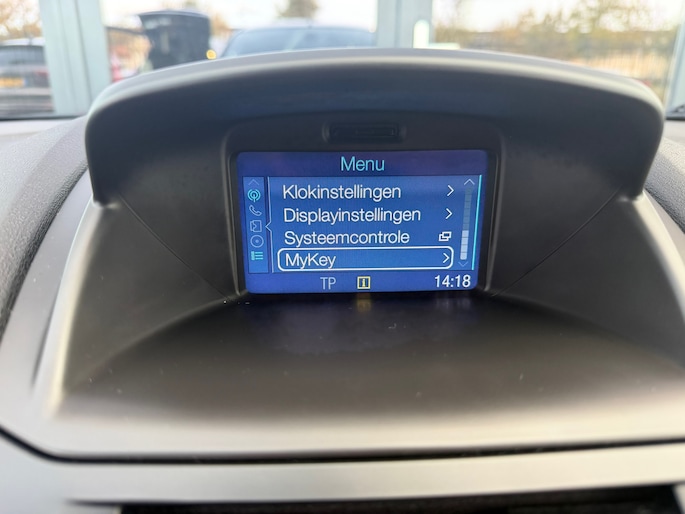 Menu
Klokinstellingen
Displayinstellingen
Systeemcontrole
MyKey
TP i 14:18